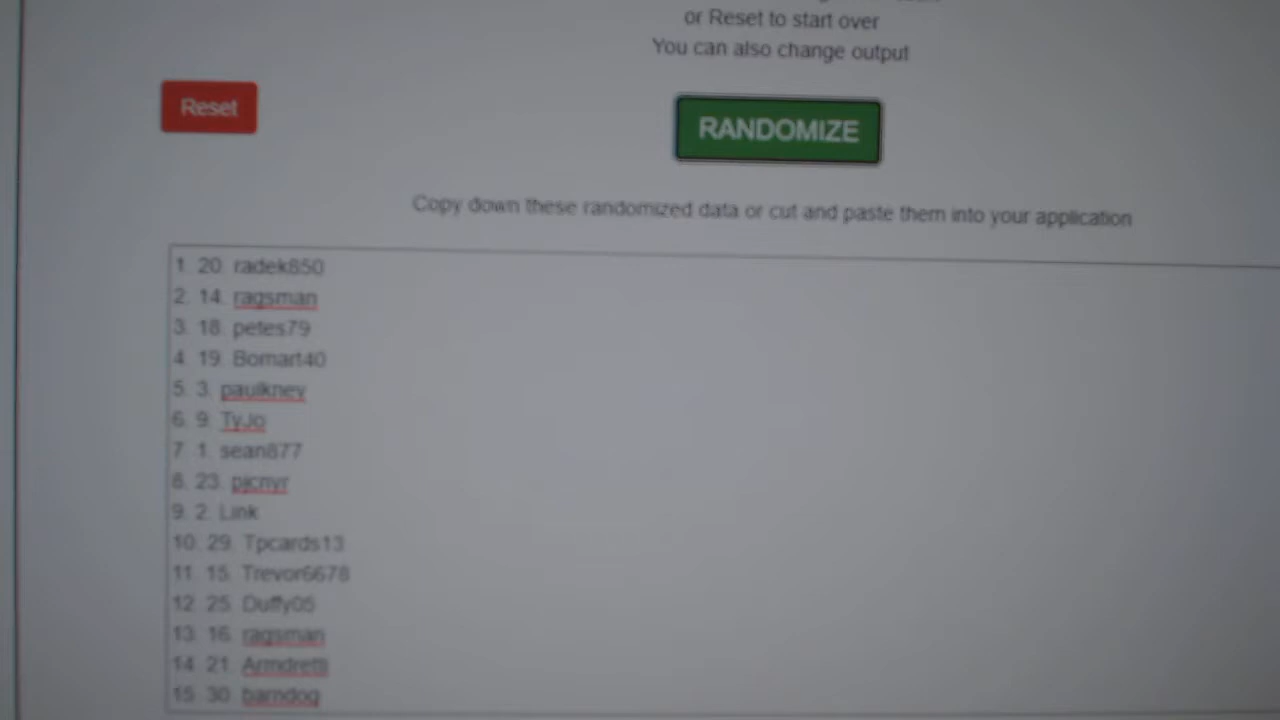 or Reset to start over
You can also change output
Reset
RANDOMIZE
Copy down these randomized data or cut and paste them into your application
1. 20. radek850
2. 14. ragsman
3. 18. petes79
4. 19. Bomart40
5. 3. paulkney
6. 9. TyJo
7. 1. sean877
8. 23. pjcnyr
9. 2. Link
10. 29. Tpcards13
11. 15. Trevor6678
12. 25. Duffy05
13. 16. ragsman
14. 21. Armdretti
15. 30. barndog